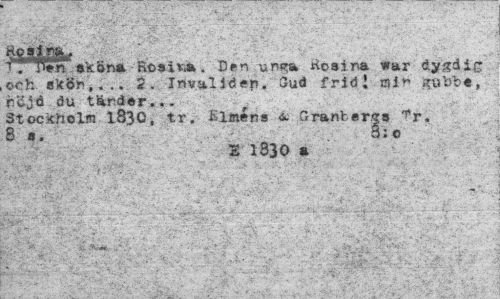 Rosina.
1. Den sköna Rosina. Den unga Rosina war dygdig
och skön,... 2. Invaliden. Gud frid! min gubbe,
nöjd du tänder...
Stockholm 1830, tr. Elméns & Granbergs Tr.
8 s. 8:o
E 1830 a